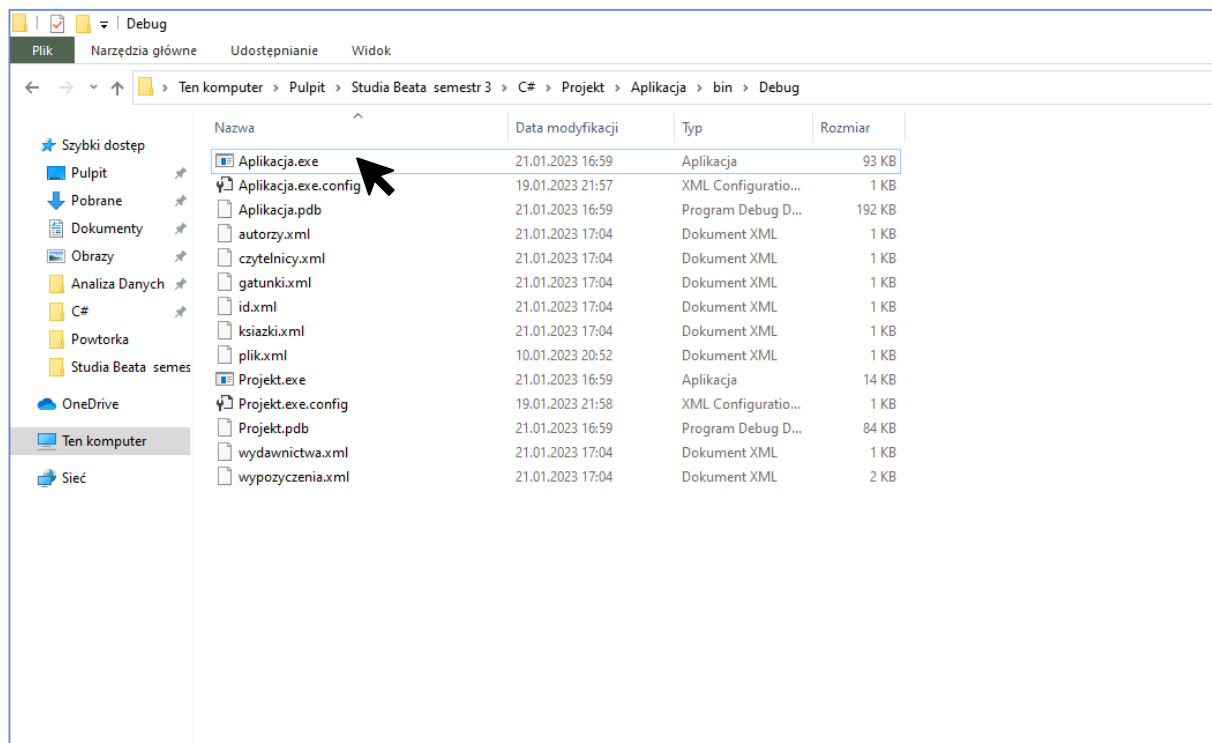 Debug
Plik Narzędzia główne Udostępnianie Widok
Ten komputer › Pulpit › Studia Beata semestr 3 › C# › Projekt › Aplikacja › bin › Debug
Szybki dostęp
Pulpit
Pobrane
Dokumenty
Obrazy
Analiza Danych
C#
Powtorka
Studia Beata semes
OneDrive
Ten komputer
Sieć
Nazwa Data modyfikacji Typ Rozmiar
Aplikacja.exe 21.01.2023 16:59 Aplikacja 93 KB
Aplikacja.exe.config 19.01.2023 21:57 XML Configuratio... 1 KB
Aplikacja.pdb 21.01.2023 16:59 Program Debug D... 192 KB
autorzy.xml 21.01.2023 17:04 Dokument XML 1 KB
czytelnicy.xml 21.01.2023 17:04 Dokument XML 1 KB
gatunki.xml 21.01.2023 17:04 Dokument XML 1 KB
id.xml 21.01.2023 17:04 Dokument XML 1 KB
ksiazki.xml 21.01.2023 17:04 Dokument XML 1 KB
plik.xml 10.01.2023 20:52 Dokument XML 1 KB
Projekt.exe 21.01.2023 16:59 Aplikacja 14 KB
Projekt.exe.config 19.01.2023 21:58 XML Configuratio... 1 KB
Projekt.pdb 21.01.2023 16:59 Program Debug D... 84 KB
wydawnictwa.xml 21.01.2023 17:04 Dokument XML 1 KB
wypozyczenia.xml 21.01.2023 17:04 Dokument XML 2 KB